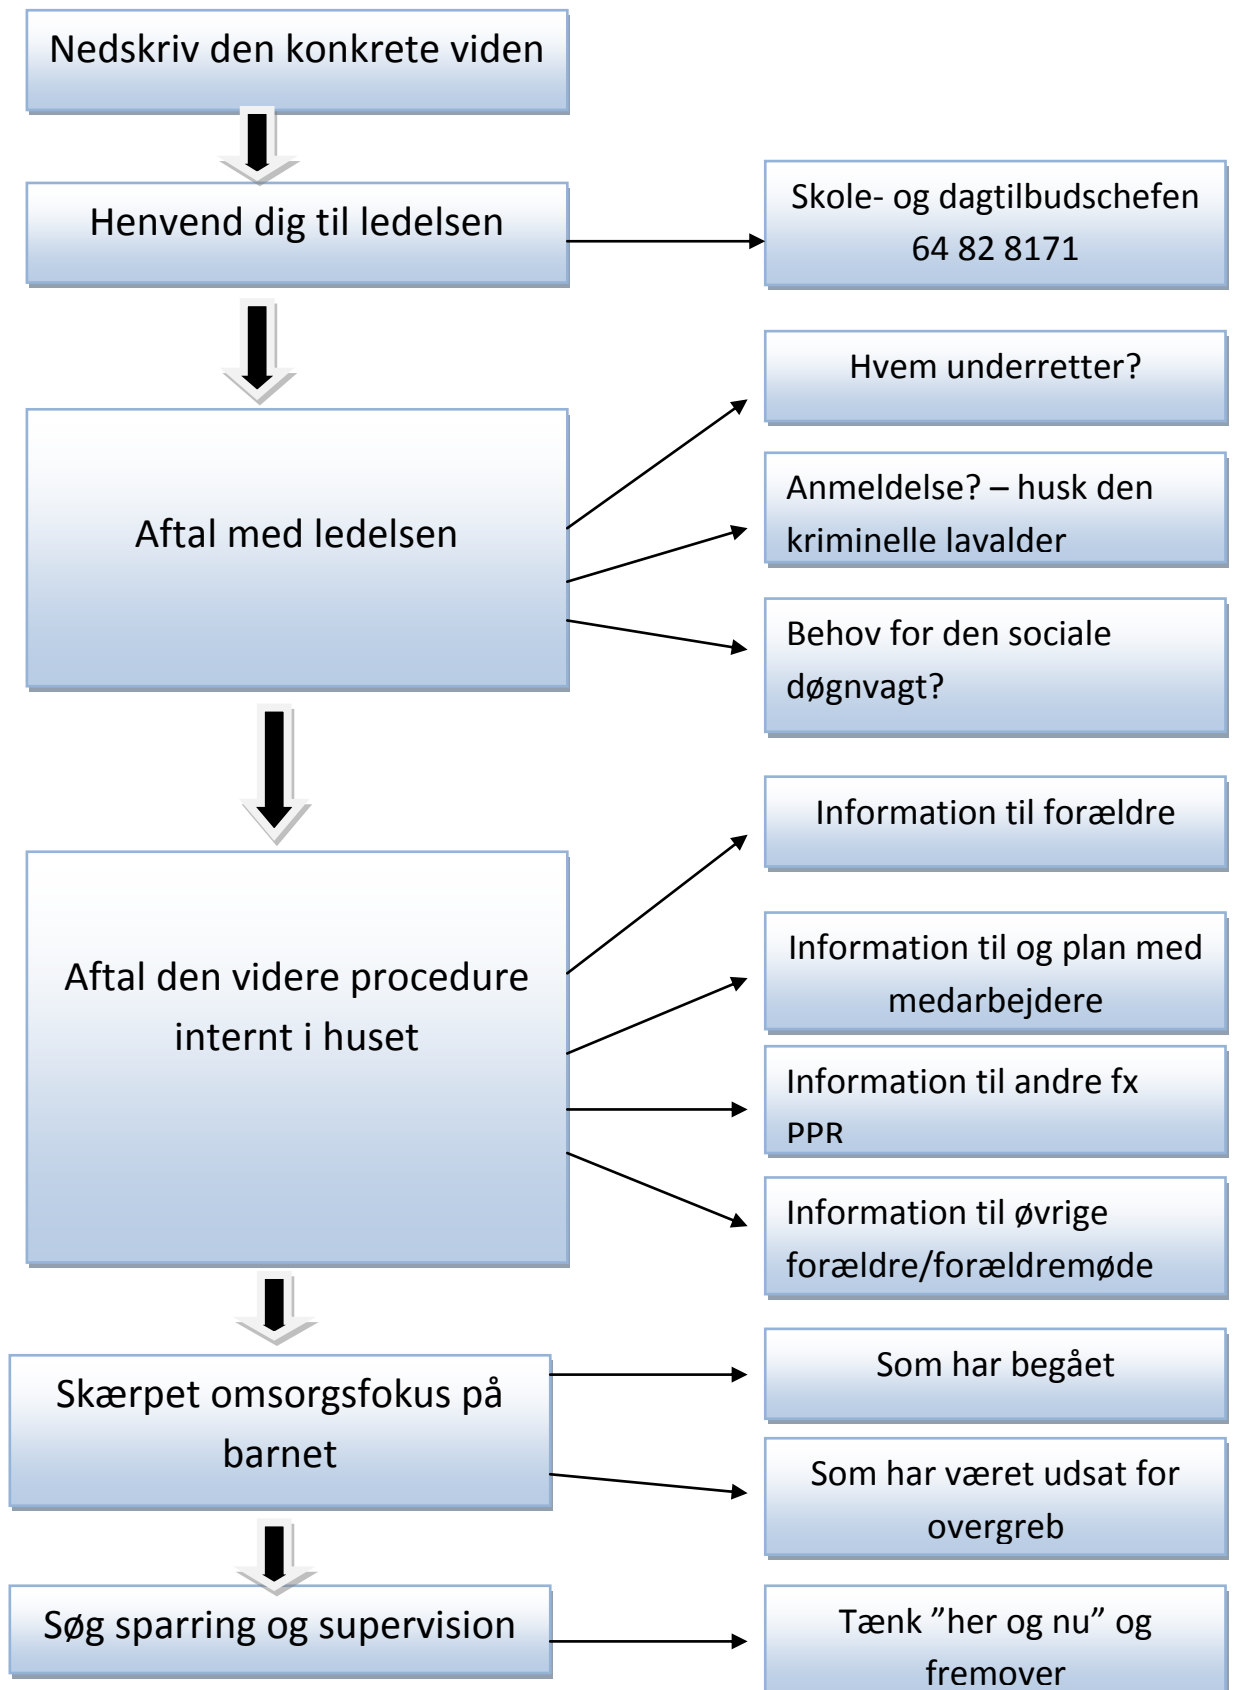 Nedskriv den konkrete viden
Henvend dig til ledelsen
Skole- og dagtilbudschefen
64 82 8171
Aftal med ledelsen
Hvem underretter?
Anmeldelse? – husk den
kriminelle lavalder
Behov for den sociale
døgnvagt?
Aftal den videre procedure
internt i huset
Information til forældre
Information til og plan med
medarbejdere
Information til andre fx
PPR
Information til øvrige
forældre/forældremøde
Skærpet omsorgsfokus på
barnet
Som har begået
Som har været udsat for
overgreb
Søg sparring og supervision
Tænk ”her og nu” og
fremover